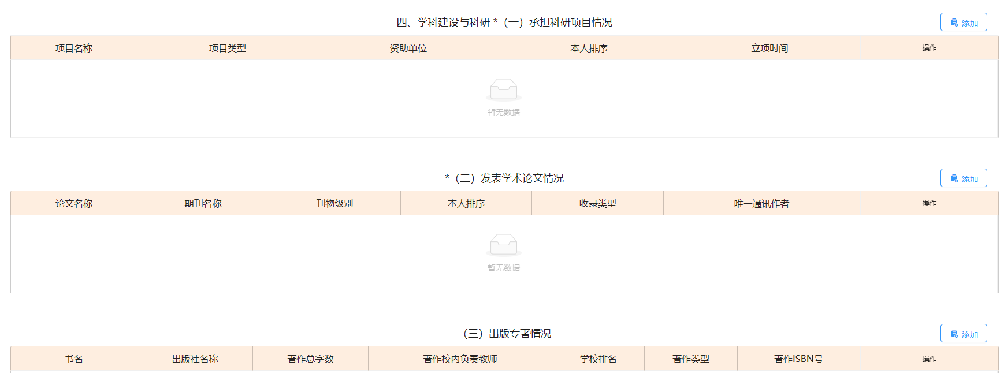 四、学科建设与科研 *（一）承担科研项目情况 添加
项目名称 项目类型 资助单位 本人排序 立项时间 操作
暂无数据
*（二）发表学术论文情况 添加
论文名称 期刊名称 刊物级别 本人排序 收录类型 唯一通讯作者 操作
暂无数据
（三）出版专著情况 添加
书名 出版社名称 著作总字数 著作校内负责教师 学校排名 著作类型 著作ISBN号 操作